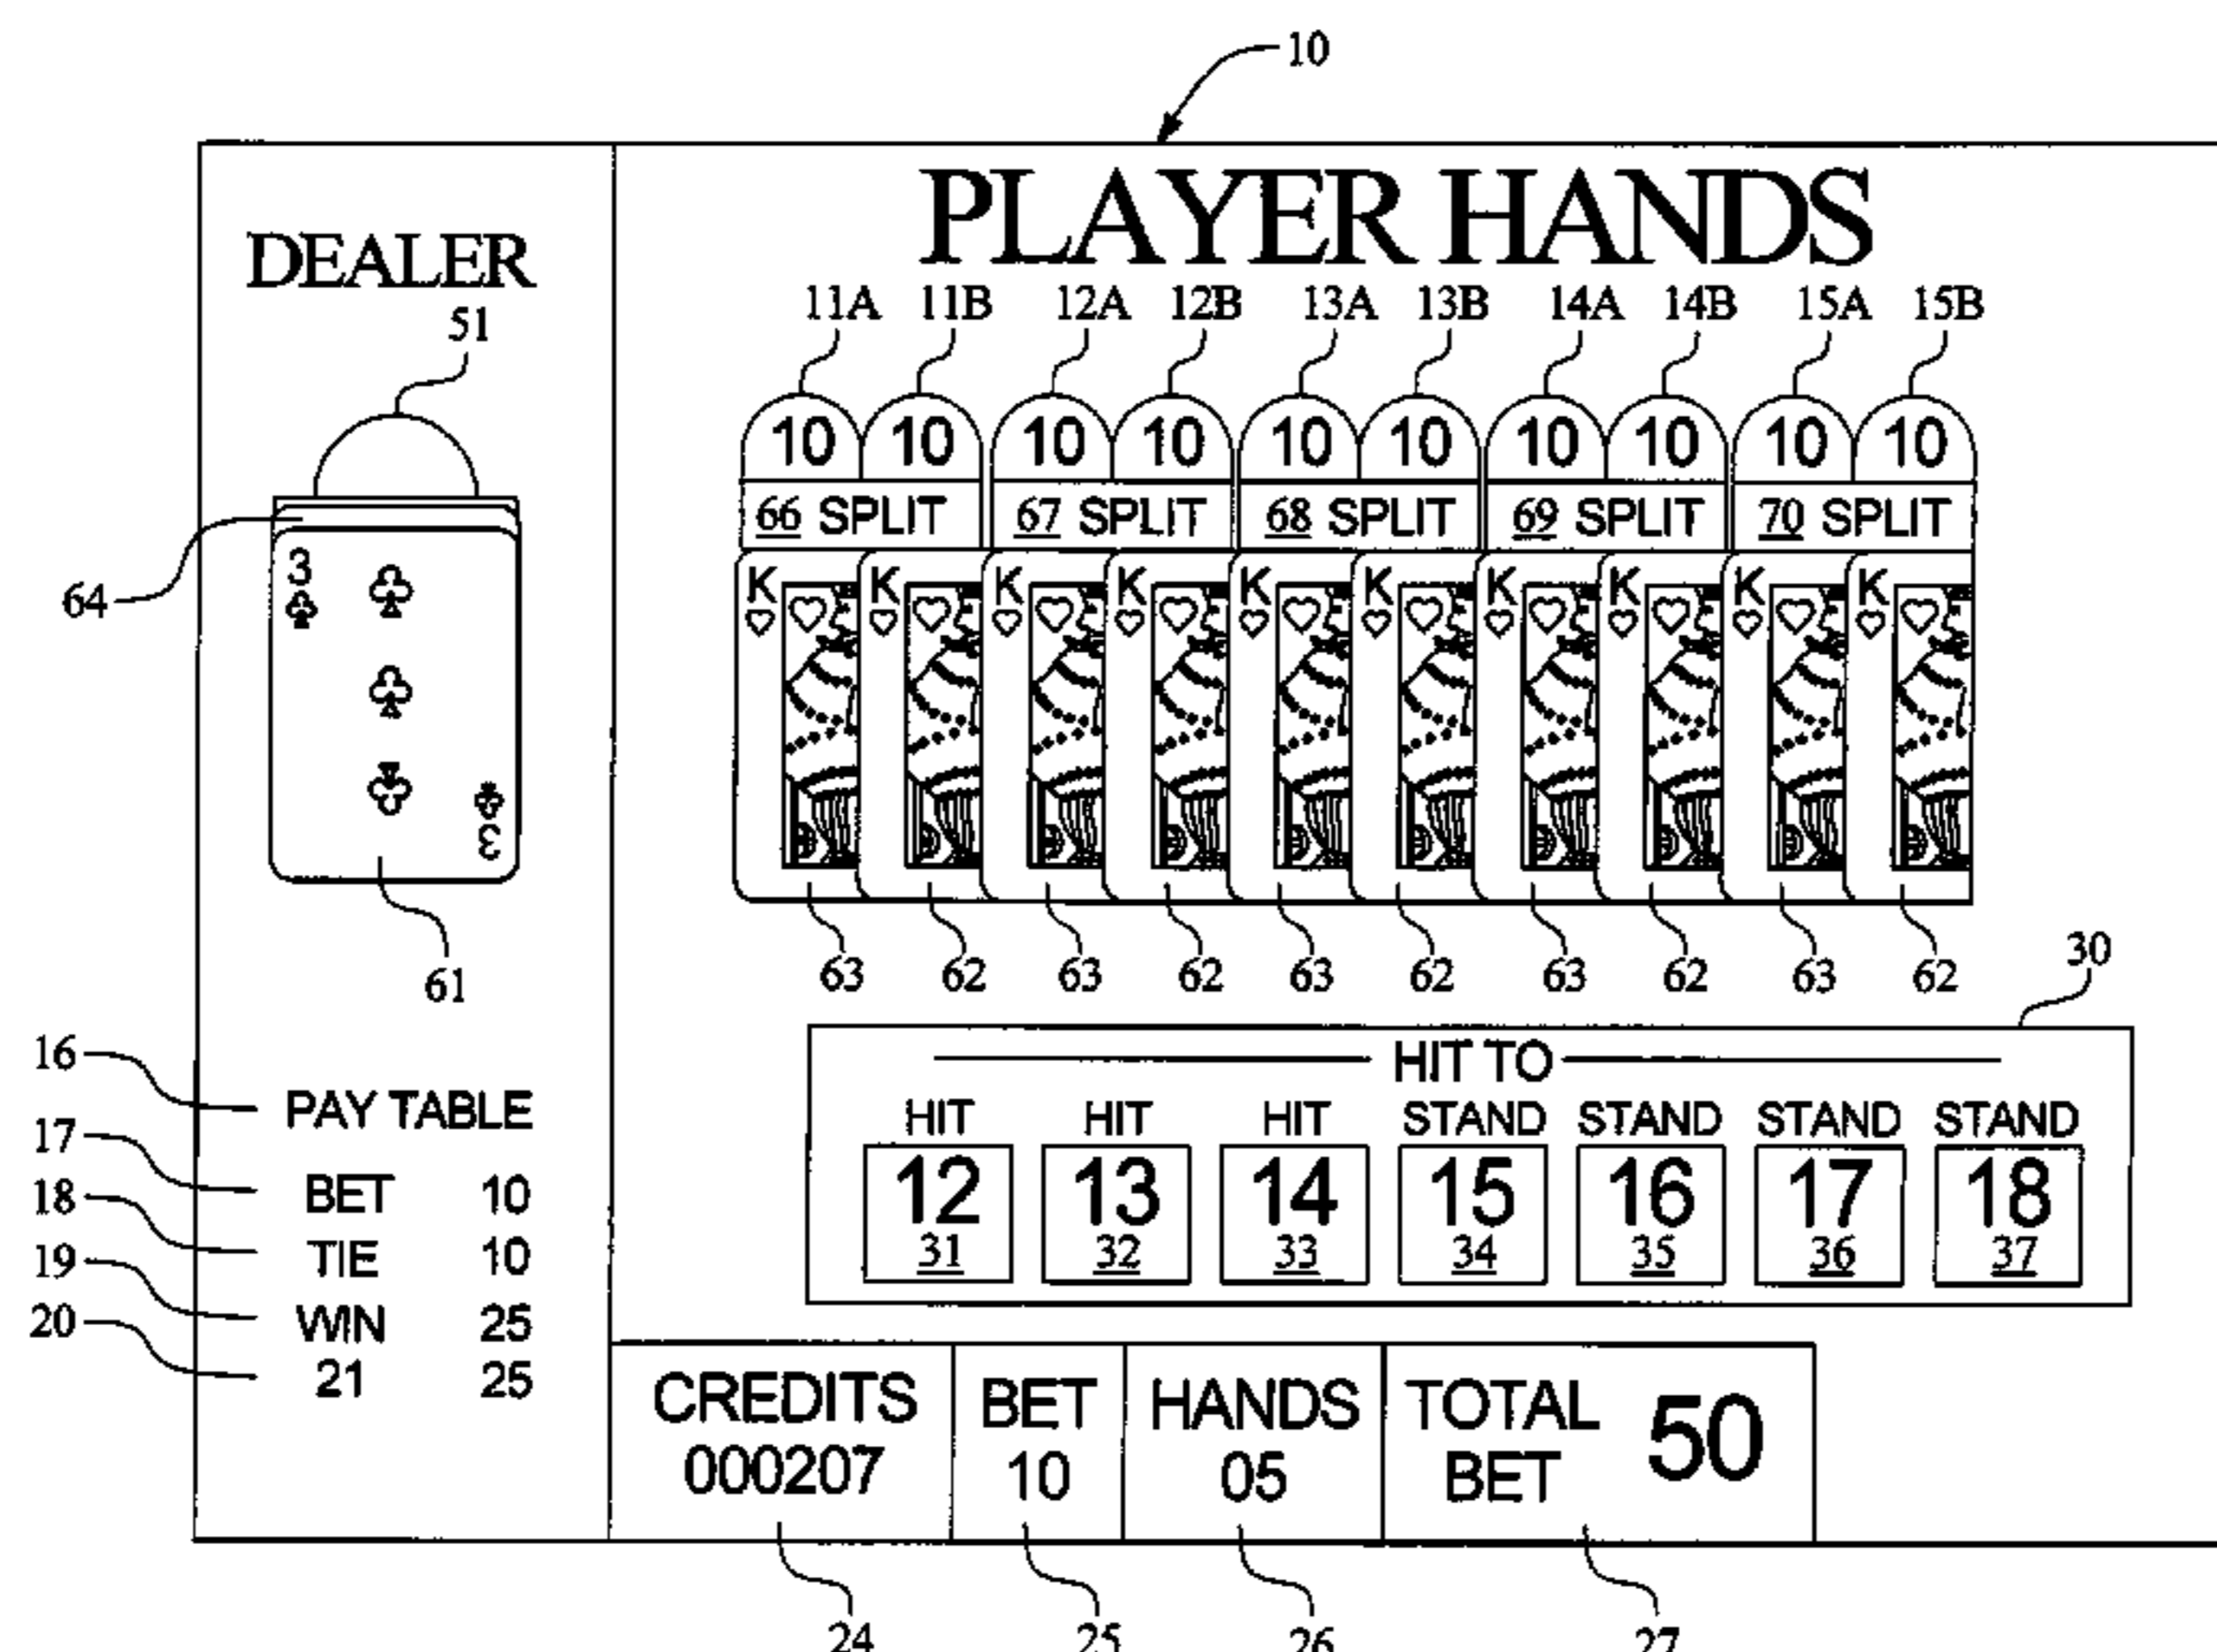 10
PLAYER HANDS
DEALER
51
11A 11B 12A 12B 13A 13B 14A 14B 15A 15B
10 10 10 10 10 10 10 10 10 10
66 SPLIT 67 SPLIT 68 SPLIT 69 SPLIT 70 SPLIT
64
3
3
K K K K K K K K K K
61
63 62 63 62 63 62 63 62 63 62
30
16
PAY TABLE
17
BET 10
18
TIE 10
19
WIN 25
20
21 25
HIT TO
HIT HIT HIT STAND STAND STAND STAND
12 13 14 15 16 17 18
31 32 33 34 35 36 37
CREDITS
000207
BET
10
HANDS
05
TOTAL
BET
50
24 25 26 27